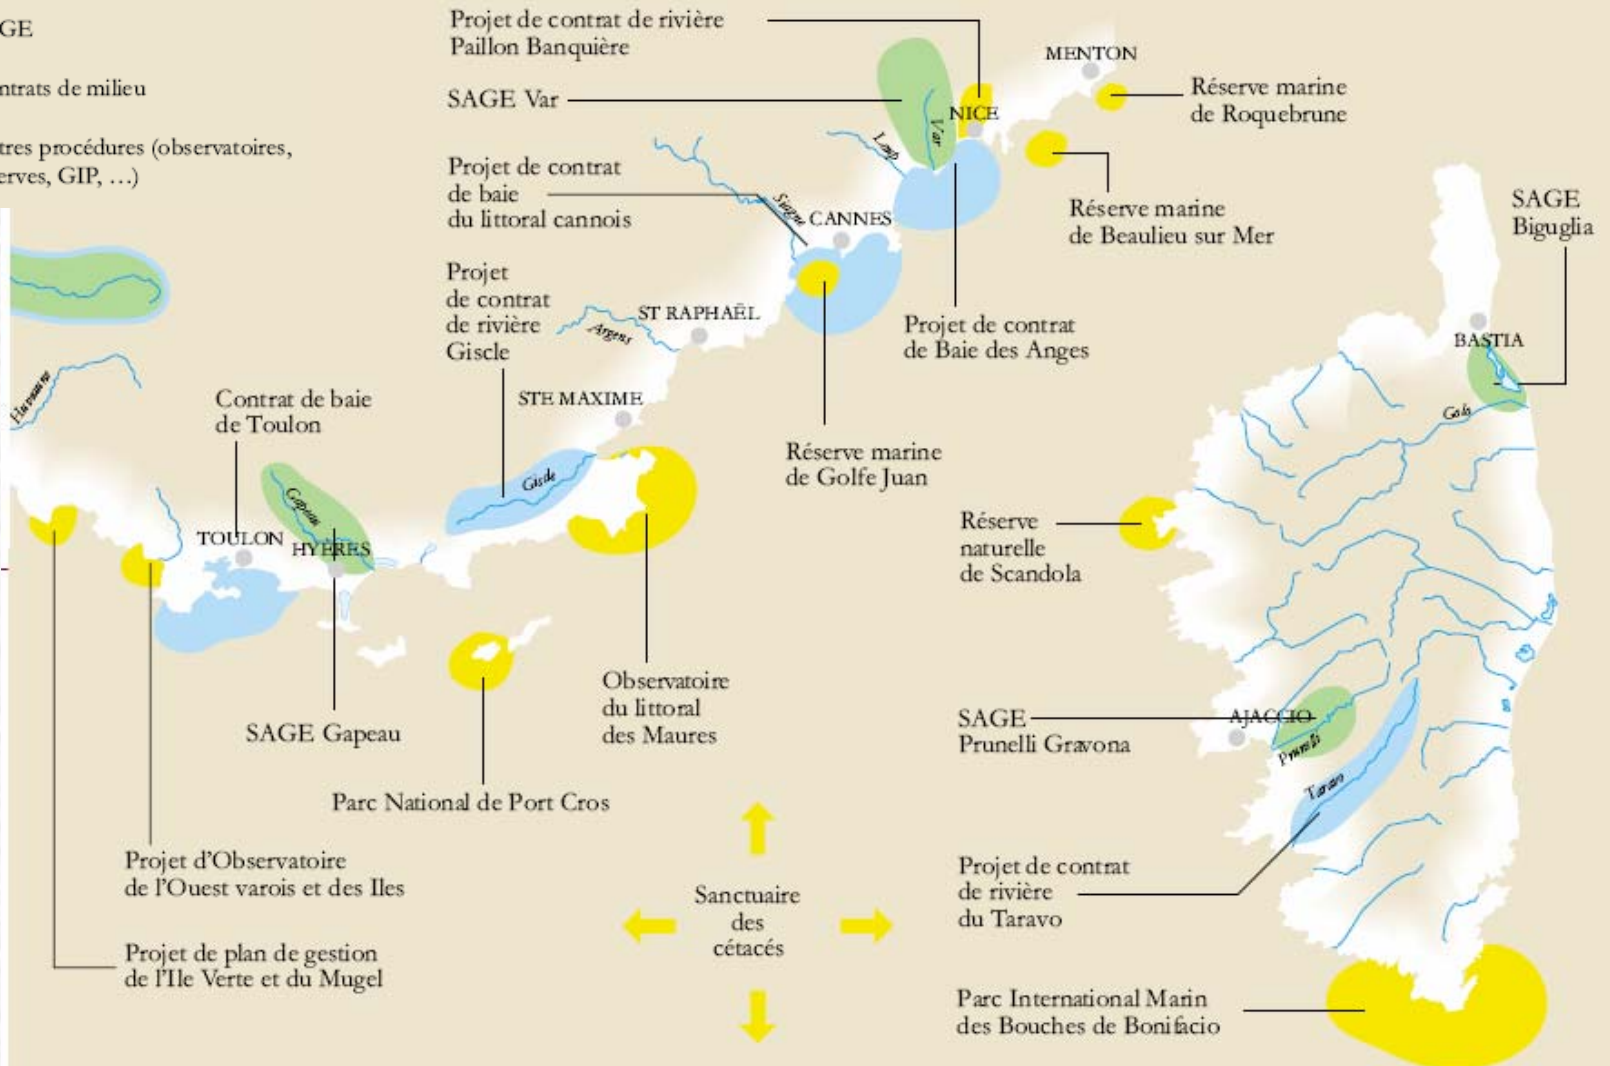 GE
ntrats de milieu
tres procédures (observatoires,
erves, GIP, …)
Projet de contrat de rivière
Paillon Banquière
SAGE Var
Projet de contrat
de baie
du littoral cannois
Projet
de contrat
de rivière
Giscle
MENTON
NICE
Var
Loup
Siagne
CANNES
Réserve marine
de Roquebrune
Réserve marine
de Beaulieu sur Mer
Projet de contrat
de Baie des Anges
ST RAPHAËL
Argens
STE MAXIME
Réserve marine
de Golfe Juan
Huveaune
Contrat de baie
de Toulon
Gapeau
TOULON
HYÈRES
Giscle
SAGE Gapeau
Observatoire
du littoral
des Maures
Parc National de Port Cros
Projet d'Observatoire
de l'Ouest varois et des Iles
Projet de plan de gestion
de l'Ile Verte et du Mugel
Sanctuaire
des
cétacés
SAGE
Biguglia
BASTIA
Golo
Réserve
naturelle
de Scandola
SAGE
Prunelli Gravona
AJACCIO
Prunelli
Taravo
Projet de contrat
de rivière
du Taravo
Parc International Marin
des Bouches de Bonifacio